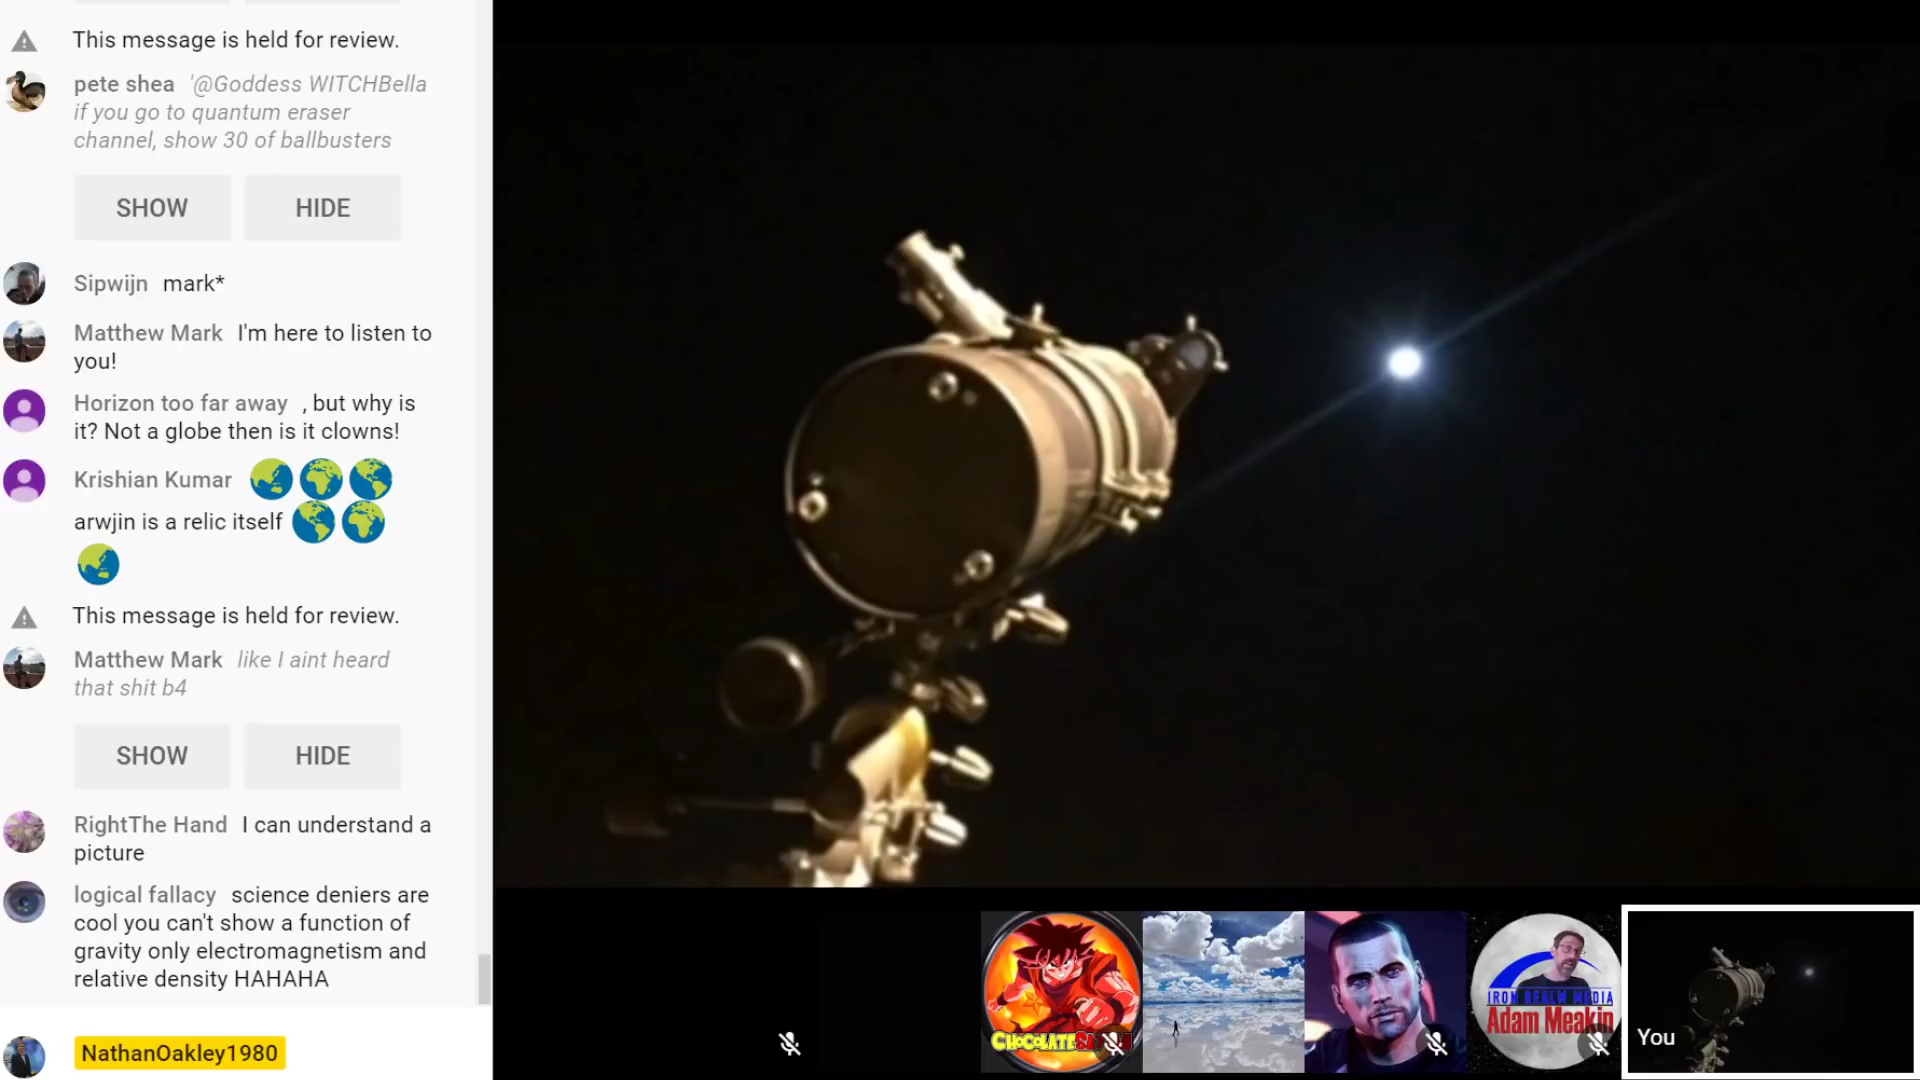 This message is held for review.
pete shea '@Goddess WITCHBella
if you go to quantum eraser
channel, show 30 of ballbusters
SHOW HIDE
Sipwijn mark*
Matthew Mark I'm here to listen to
you!
Horizon too far away , but why is
it? Not a globe then is it clowns!
Krishian Kumar
arwjin is a relic itself
This message is held for review.
Matthew Mark like I aint heard
that shit b4
SHOW HIDE
RightThe Hand I can understand a
picture
logical fallacy science deniers are
cool you can't show a function of
gravity only electromagnetism and
relative density HAHAHA
NathanOakley1980
IRON REALM MEDIA
Adam Meakin
You